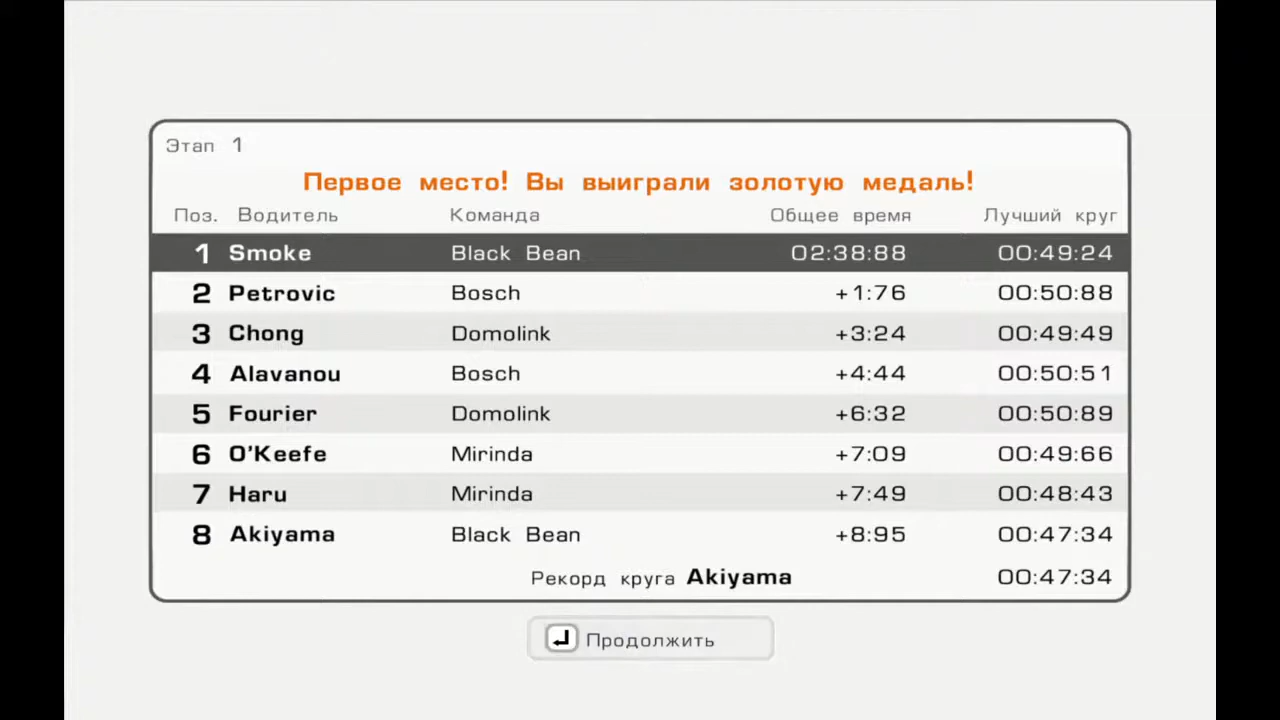 Этап 1
Первое место! Вы выиграли золотую медаль!
Поз. Водитель Команда Общее время Лучший круг
1 Smoke Black Bean 02:38:88 00:49:24
2 Petrovic Bosch +1:76 00:50:88
3 Chong Domolink +3:24 00:49:49
4 Alavanou Bosch +4:44 00:50:51
5 Fourier Domolink +6:32 00:50:89
6 O'Keefe Mirinda +7:09 00:49:66
7 Haru Mirinda +7:49 00:48:43
8 Akiyama Black Bean +8:95 00:47:34
Рекорд круга Akiyama 00:47:34
Продолжить